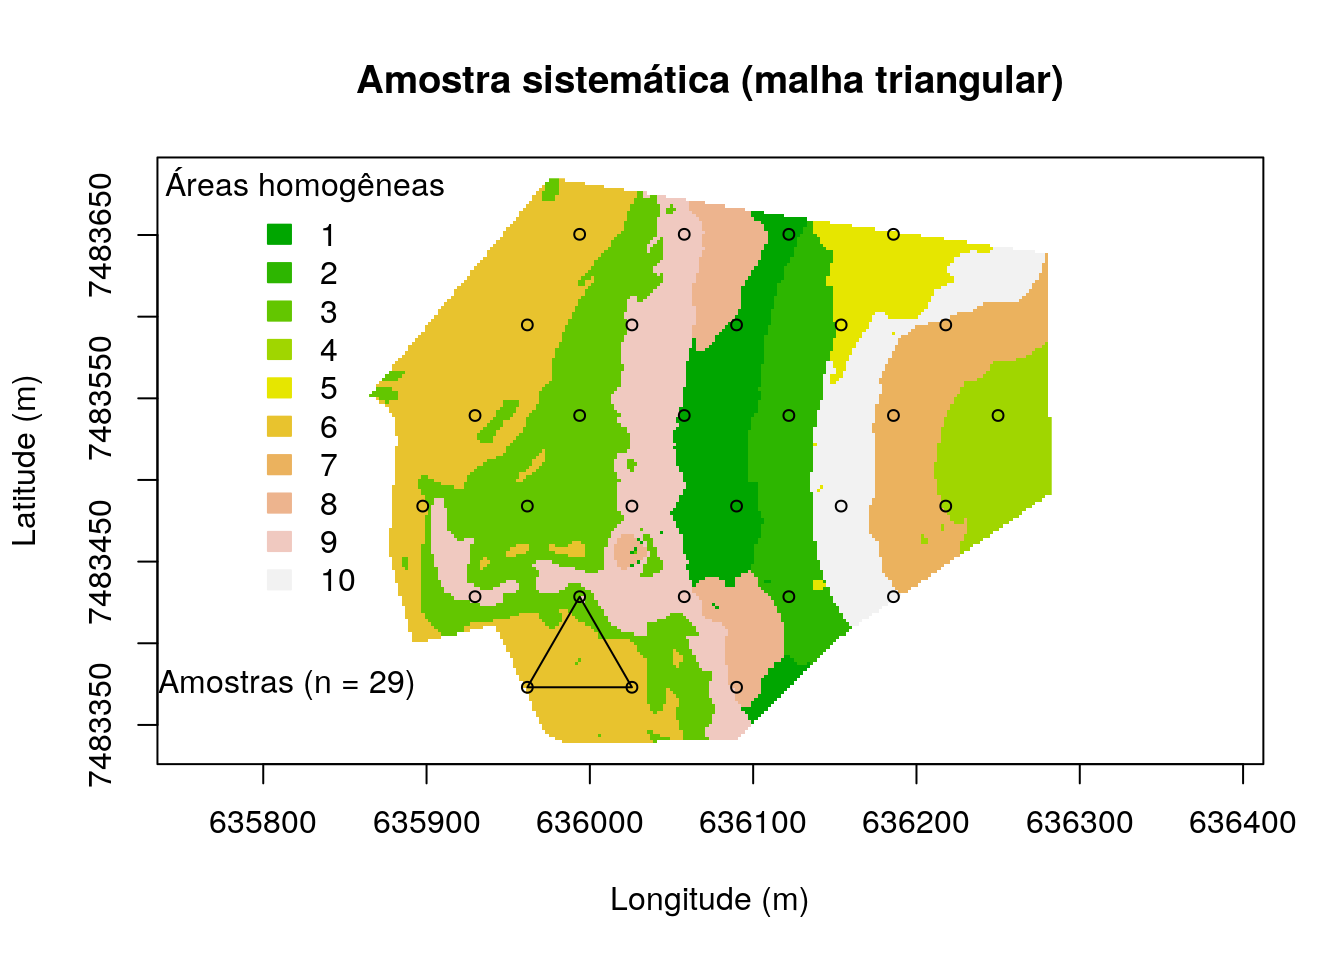 Amostra sistemática (malha triangular)
Áreas homogêneas
1
2
3
4
5
6
7
8
9
10
Amostras (n = 29)
Latitude (m)
7483650
7483550
7483450
7483350
635800 635900 636000 636100 636200 636300 636400
Longitude (m)